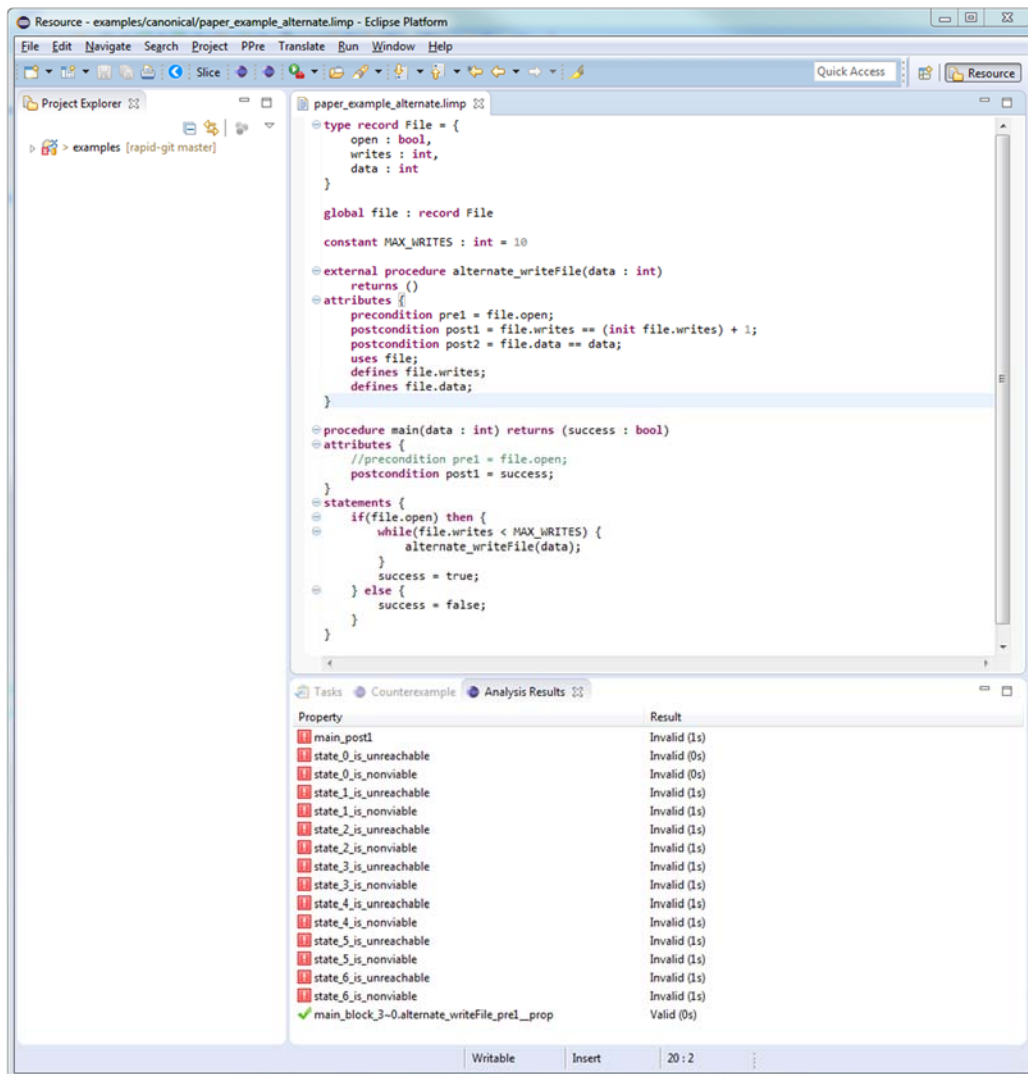 Resource - examples/canonical/paper_example_alternate.limp - Eclipse Platform
File Edit Navigate Search Project PPre Translate Run Window Help
Slice
Quick Access
Resource
Project Explorer
> examples [rapid-git master]
paper_example_alternate.limp
type record File = {
open : bool,
writes : int,
data : int
}
global file : record File
constant MAX_WRITES : int = 10
external procedure alternate_writeFile(data : int)
returns ()
attributes {
precondition pre1 = file.open;
postcondition post1 = file.writes == (init file.writes) + 1;
postcondition post2 = file.data == data;
uses file;
defines file.writes;
defines file.data;
}
procedure main(data : int) returns (success : bool)
attributes {
//precondition pre1 = file.open;
postcondition post1 = success;
}
statements {
if(file.open) then {
while(file.writes < MAX_WRITES) {
alternate_writeFile(data);
}
success = true;
} else {
success = false;
}
}
Tasks Counterexample Analysis Results
Property Result
main_post1 Invalid (1s)
state_0_is_unreachable Invalid (0s)
state_0_is_nonviable Invalid (0s)
state_1_is_unreachable Invalid (1s)
state_1_is_nonviable Invalid (1s)
state_2_is_unreachable Invalid (1s)
state_2_is_nonviable Invalid (1s)
state_3_is_unreachable Invalid (1s)
state_3_is_nonviable Invalid (1s)
state_4_is_unreachable Invalid (1s)
state_4_is_nonviable Invalid (1s)
state_5_is_unreachable Invalid (1s)
state_5_is_nonviable Invalid (1s)
state_6_is_unreachable Invalid (1s)
state_6_is_nonviable Invalid (1s)
main_block_3~0.alternate_writeFile_pre1__prop Valid (0s)
Writable Insert 20 : 2